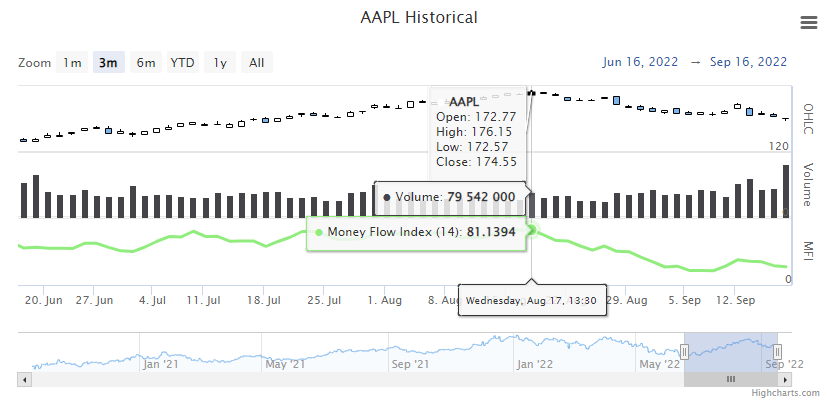 AAPL Historical
Zoom 1m 3m 6m YTD 1y All Jun 16, 2022 → Sep 16, 2022
AAPL
Open: 172.77
High: 176.15
Low: 172.57
Close: 174.55
OHLC
120
Volume: 79 542 000
Volume
Money Flow Index (14): 81.1394
MFI
0
20. Jun 27. Jun 4. Jul 11. Jul 18. Jul 25. Jul 1. Aug 8. Aug 29. Aug 5. Sep 12. Sep
Wednesday, Aug 17, 13:30
Jan '21 May '21 Sep '21 Jan '22 May '22 Sep '22
Highcharts.com